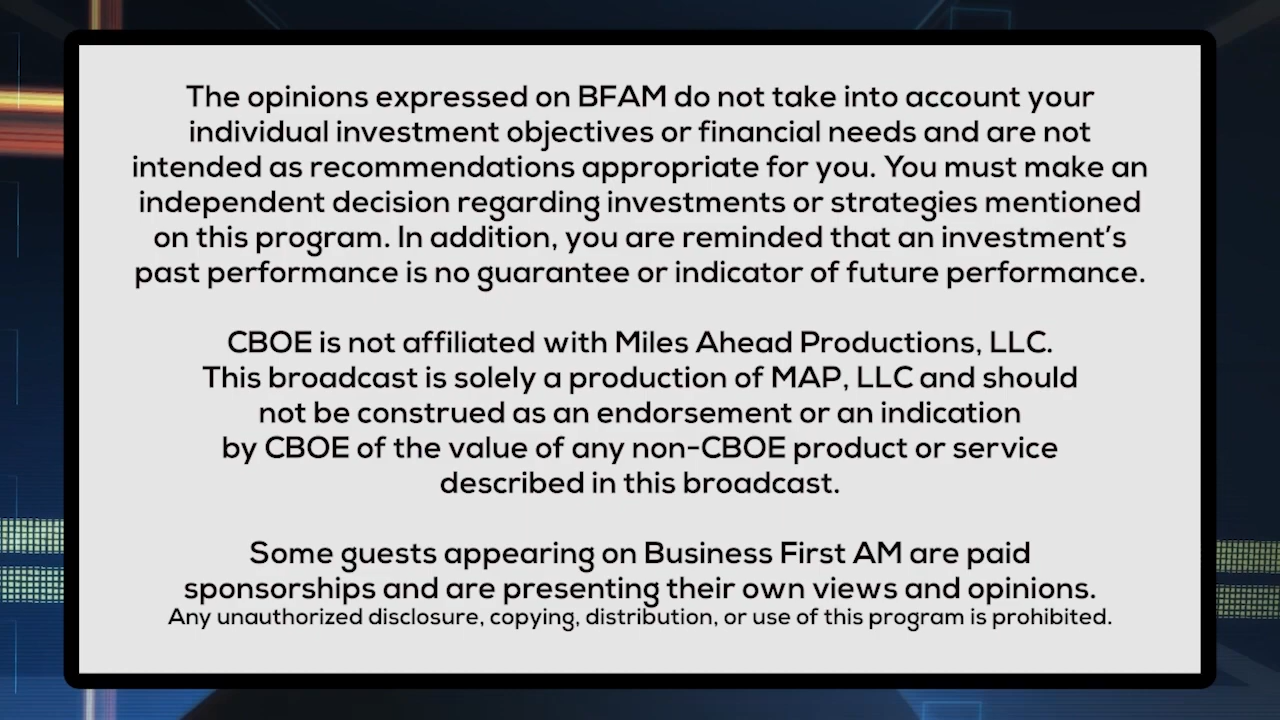 The opinions expressed on BFAM do not take into account your
individual investment objectives or financial needs and are not
intended as recommendations appropriate for you. You must make an
independent decision regarding investments or strategies mentioned
on this program. In addition, you are reminded that an investment's
past performance is no guarantee or indicator of future performance.
CBOE is not affiliated with Miles Ahead Productions, LLC.
This broadcast is solely a production of MAP, LLC and should
not be construed as an endorsement or an indication
by CBOE of the value of any non-CBOE product or service
described in this broadcast.
Some guests appearing on Business First AM are paid
sponsorships and are presenting their own views and opinions.
Any unauthorized disclosure, copying, distribution, or use of this program is prohibited.